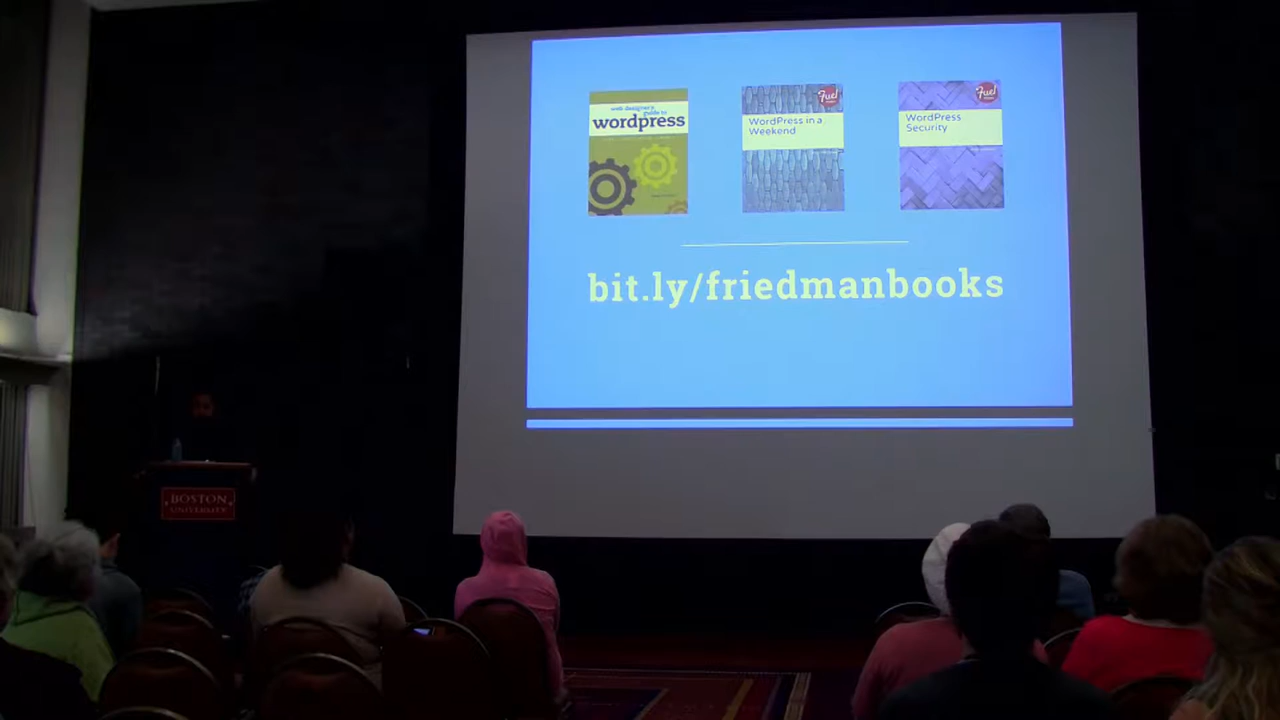 web designer's
guide to
wordpress
Fuel
WordPress in a
Weekend
Fuel
WordPress
Security
bit.ly/friedmanbooks
BOSTON
UNIVERSITY